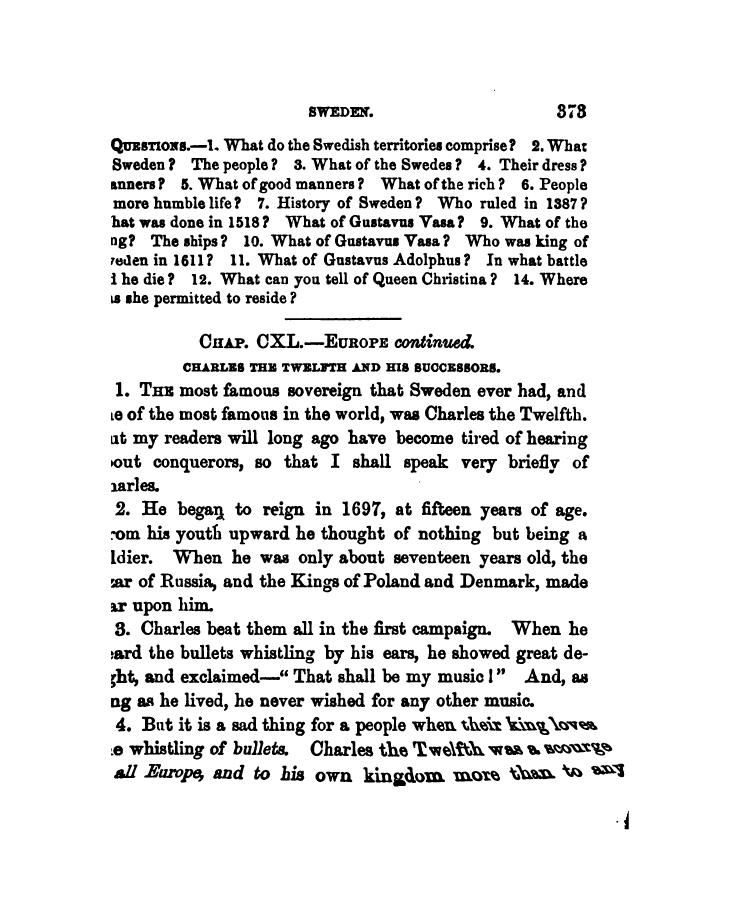 SWEDEN. 373
QUESTIONS.—1. What do the Swedish territories comprise? 2. What
Sweden? The people? 3. What of the Swedes? 4. Their dress?
anners? 5. What of good manners? What of the rich? 6. People
more humble life? 7. History of Sweden? Who ruled in 1387?
hat was done in 1518? What of Gustavus Vasa? 9. What of the
ng? The ships? 10. What of Gustavus Vasa? Who was king of
reden in 1611? 11. What of Gustavus Adolphus? In what battle
he die? 12. What can you tell of Queen Christina? 14. Where
she permitted to reside?
CHAP. CXL.—EUROPE continued.
CHARLES THE TWELFTH AND HIS SUCCESSORS.
1. THE most famous sovereign that Sweden ever had, and
e of the most famous in the world, was Charles the Twelfth.
ut my readers will long ago have become tired of hearing
out conquerors, so that I shall speak very briefly of
harles.
2. He began to reign in 1697, at fifteen years of age.
rom his youth upward he thought of nothing but being a
ldier. When he was only about seventeen years old, the
zar of Russia, and the Kings of Poland and Denmark, made
ar upon him.
3. Charles beat them all in the first campaign. When he
eard the bullets whistling by his ears, he showed great de-
ght, and exclaimed—“That shall be my music!” And, as
ng as he lived, he never wished for any other music.
4. But it is a sad thing for a people when their king loves
e whistling of bullets. Charles the Twelfth was a scourge
all Europe, and to his own kingdom more than to any